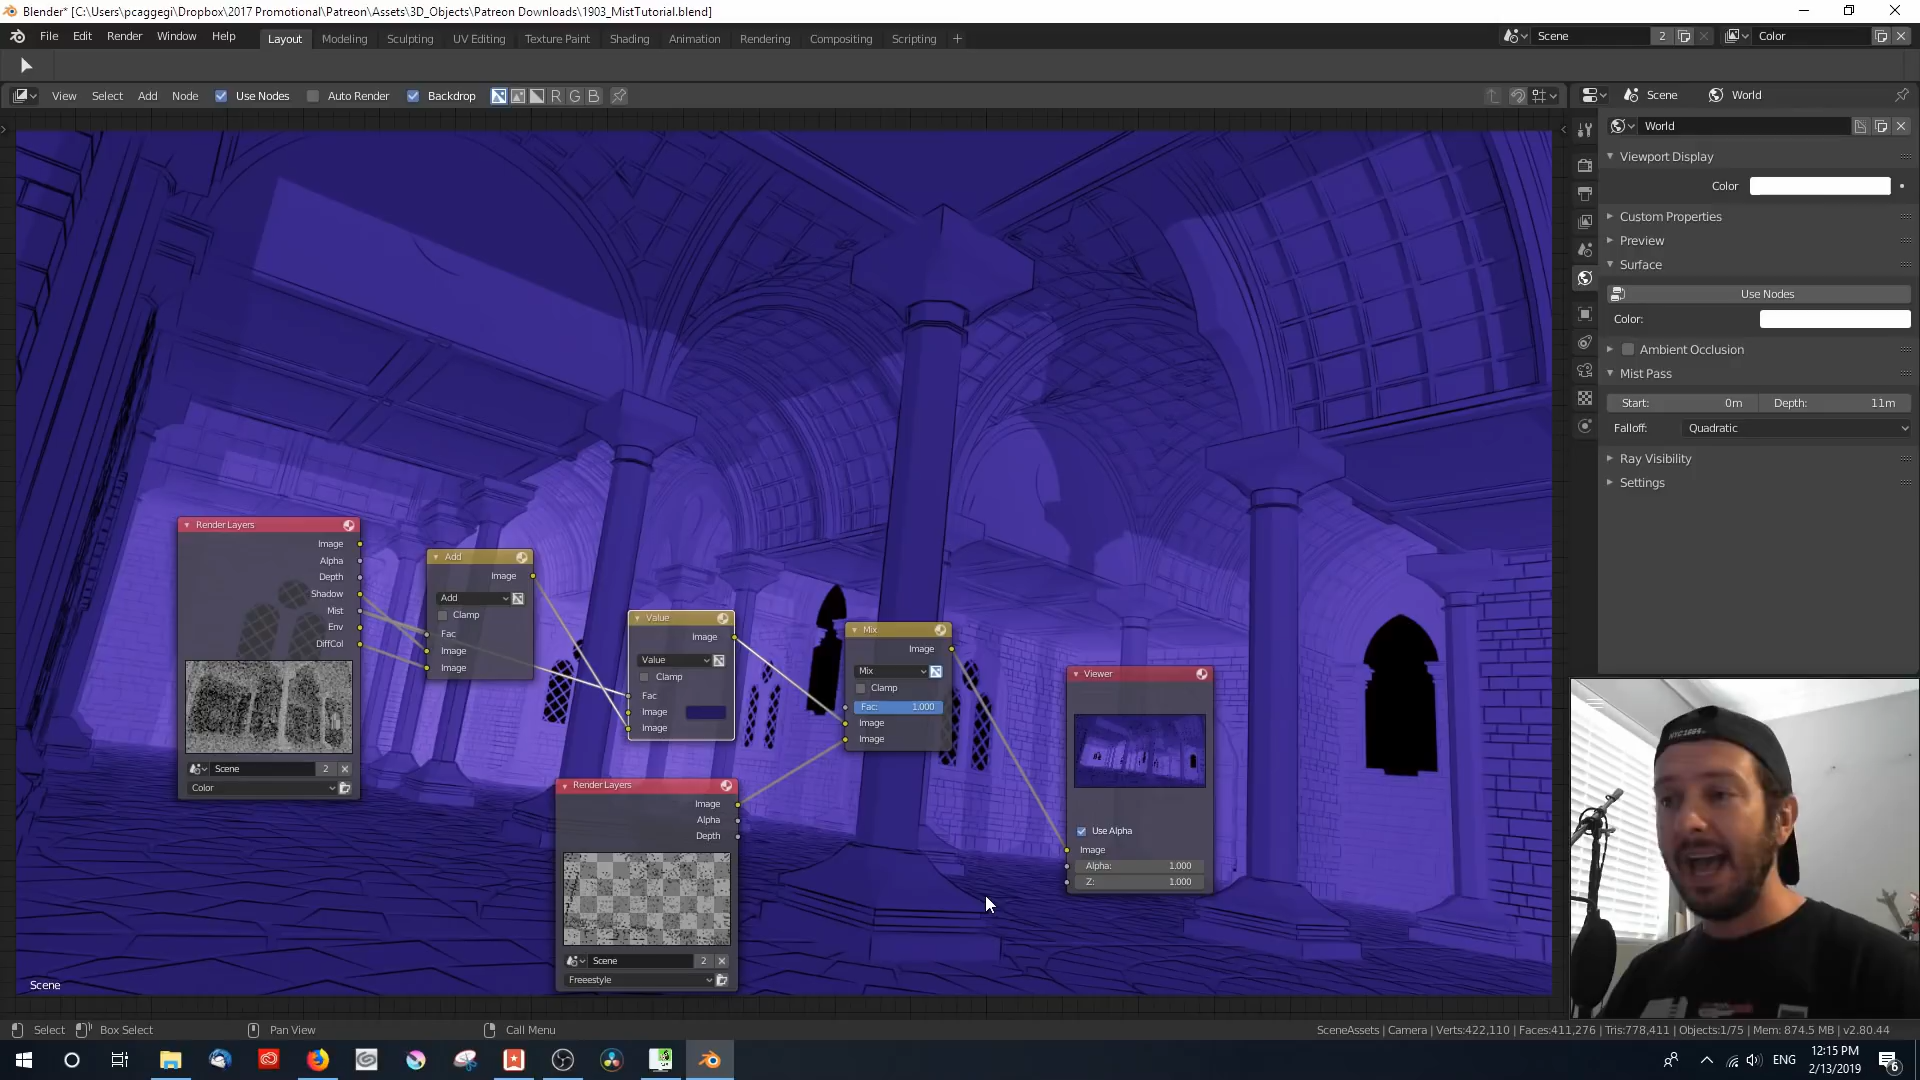 Blender* [C:\Users\pcaggegi\Dropbox\2017 Promotional\Patreon\Assets\3D_Objects\Patreon Downloads\1903_MistTutorial.blend]
File Edit Render Window Help Layout Modeling Sculpting UV Editing Texture Paint Shading Animation Rendering Compositing Scripting + Scene 2 Color
View Select Add Node Use Nodes Auto Render Backdrop R G B Scene World
World
Viewport Display
Color
Custom Properties
Preview
Surface
Use Nodes
Color:
Ambient Occlusion
Mist Pass
Start: 0m Depth: 11m
Falloff: Quadratic
Ray Visibility
Settings
Render Layers
Image
Alpha
Depth
Shadow
Mist
Env
DiffCol
Scene 2
Color
Add
Image
Add
Clamp
Fac
Image
Image
Value
Image
Value
Clamp
Fac
Image
Image
Render Layers
Image
Alpha
Depth
Scene 2
Freeestyle
Mix
Image
Mix
Clamp
Fac: 1.000
Image
Image
Viewer
Use Alpha
Image
Alpha: 1.000
Z: 1.000
Scene
Select Box Select Pan View Call Menu SceneAssets | Camera | Verts:422,110 | Faces:411,276 | Tris:778,411 | Objects:1/75 | Mem: 874.5 MB | v2.80.44
ENG 12:15 PM
2/13/2019 6